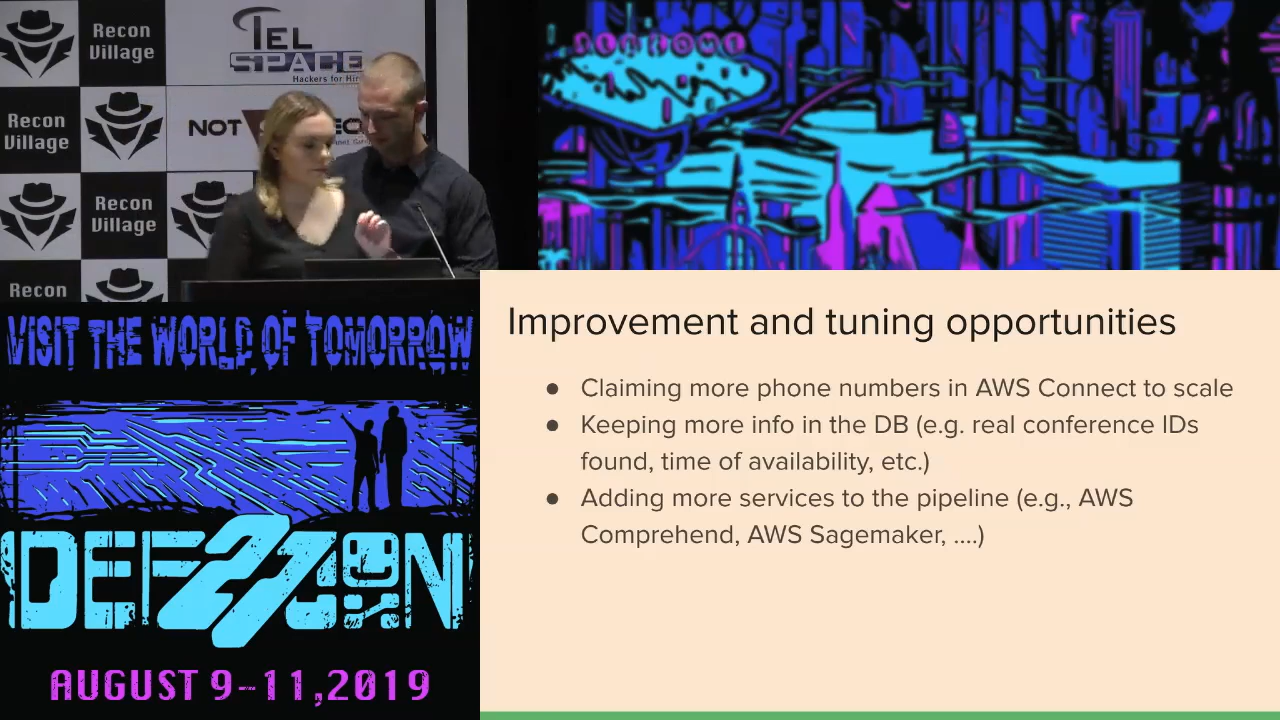 Recon
Village
TEL
SPACE
Hackers for Hire
Recon
Village
NOT
Recon
Village
Recon
WELCOME
VISIT THE WORLD OF TOMORROW
DEF27CON
AUGUST 9-11,2019
Improvement and tuning opportunities
● Claiming more phone numbers in AWS Connect to scale
● Keeping more info in the DB (e.g. real conference IDs
found, time of availability, etc.)
● Adding more services to the pipeline (e.g., AWS
Comprehend, AWS Sagemaker, ....)